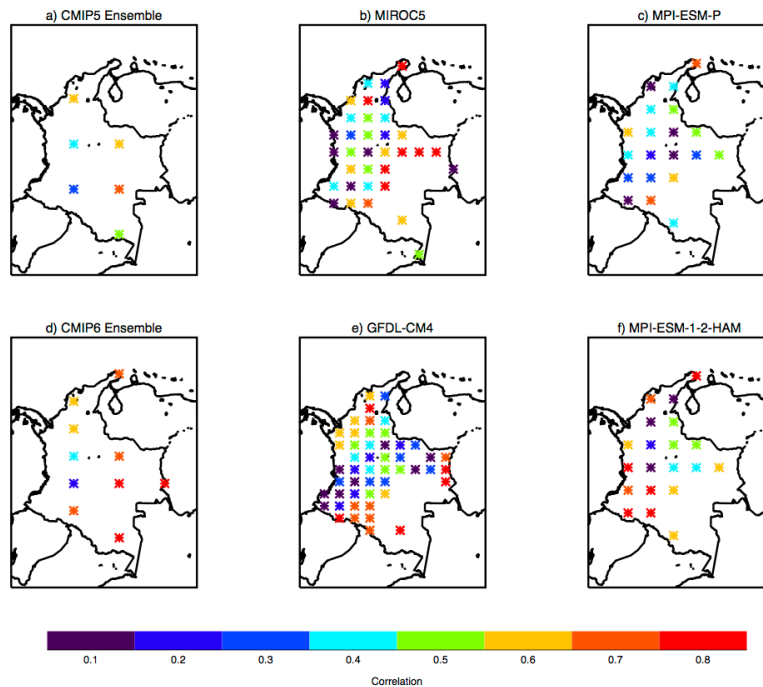 a) CMIP5 Ensemble
b) MIROC5
c) MPI-ESM-P
d) CMIP6 Ensemble
e) GFDL-CM4
f) MPI-ESM-1-2-HAM
0.1 0.2 0.3 0.4 0.5 0.6 0.7 0.8
Correlation